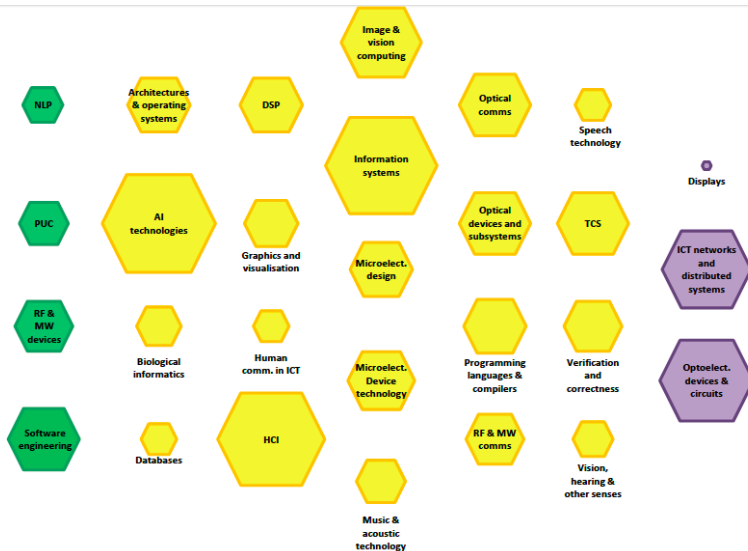 NLP
PUC
RF &
MW
devices
Software
engineering
Architectures
& operating
systems
AI
technologies
Biological
informatics
Databases
DSP
Graphics and
visualisation
Human
comm. in ICT
HCI
Image &
vision
computing
Information
systems
Microelect.
design
Microelect.
Device
technology
Music &
acoustic
technology
Optical
comms
Optical
devices and
subsystems
Programming
languages &
compilers
RF & MW
comms
Speech
technology
TCS
Verification
and
correctness
Vision,
hearing &
other senses
Displays
ICT networks
and
distributed
systems
Optoelect.
devices &
circuits